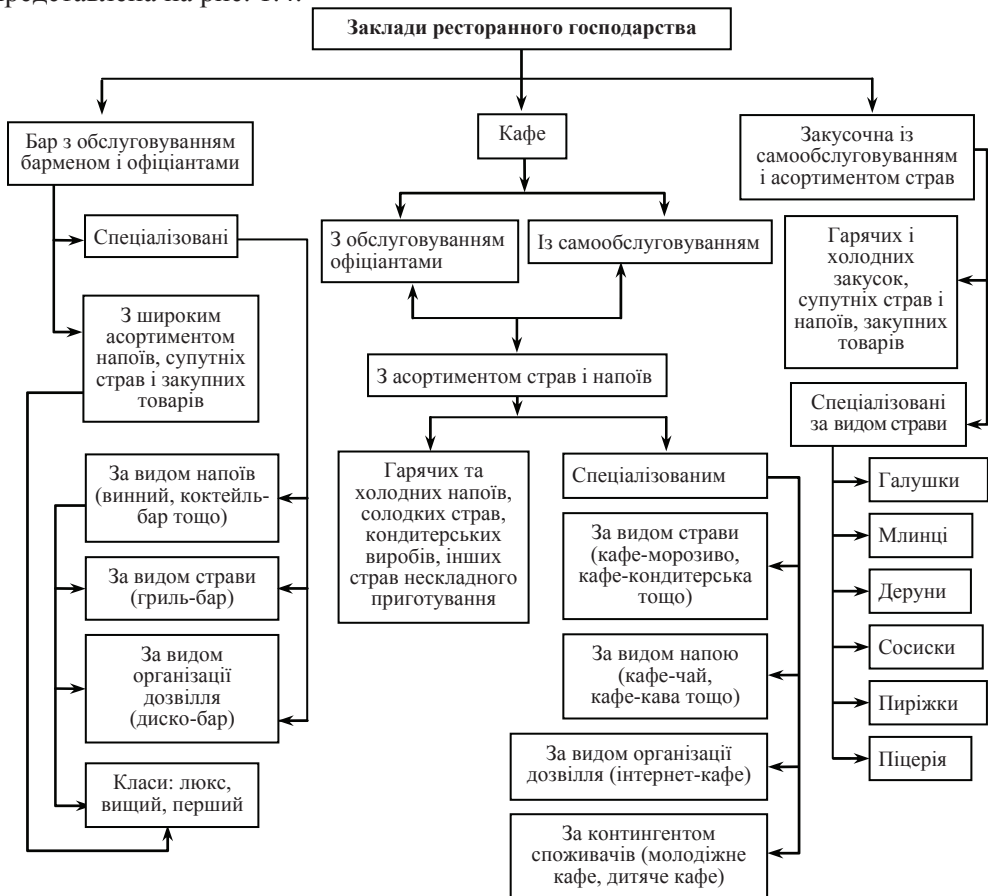 представлена на рис. 1.4.
Заклади ресторанного господарства
Бар з обслуговуванням
барменом і офіціантами
Кафе
Закусочна із
самообслуговуванням
і асортиментом страв
Спеціалізовані
З обслуговуванням
офіціантами
Із самообслуговуванням
Гарячих і
холодних
закусок,
супутніх страв і
напоїв, закупних
товарів
З широким
асортиментом
напоїв, супутніх
страв і закупних
товарів
З асортиментом страв і напоїв
Спеціалізовані
за видом страви
За видом напоїв
(винний, коктейль-
бар тощо)
За видом страви
(гриль-бар)
За видом
організації
дозвілля
(диско-бар)
Класи: люкс,
вищий, перший
Гарячих та
холодних напоїв,
солодких страв,
кондитерських
виробів, інших
страв нескладного
приготування
Спеціалізованим
За видом страви
(кафе-морозиво,
кафе-кондитерська
тощо)
За видом напою
(кафе-чай,
кафе-кава тощо)
За видом організації
дозвілля (інтернет-кафе)
За контингентом
споживачів (молодіжне
кафе, дитяче кафе)
Галушки
Млинці
Деруни
Сосиски
Пиріжки
Піцерія